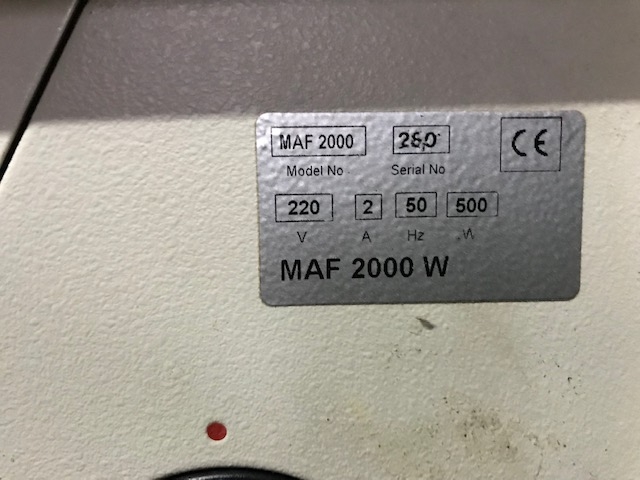 MAF 2000 280 CE
Model No Serial No
220 2 50 500
V A Hz W
MAF 2000 W